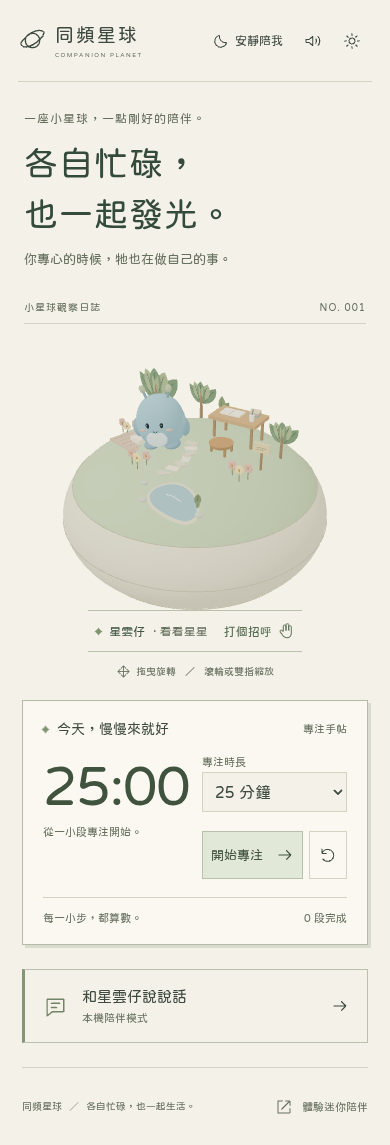 同頻星球
COMPANION PLANET
安靜陪我
一座小星球，一點剛好的陪伴。
各自忙碌，
也一起發光。
你專心的時候，牠也在做自己的事。
小星球觀察日誌
NO. 001
星雲仔 · 看看星星
打個招呼
拖曳旋轉 ／ 滾輪或雙指縮放
今天，慢慢來就好
專注手帖
25:00
專注時長
25 分鐘
從一小段專注開始。
開始專注
每一小步，都算數。
0 段完成
和星雲仔說說話
本機陪伴模式
同頻星球 ／ 各自忙碌，也一起生活。
體驗迷你陪伴